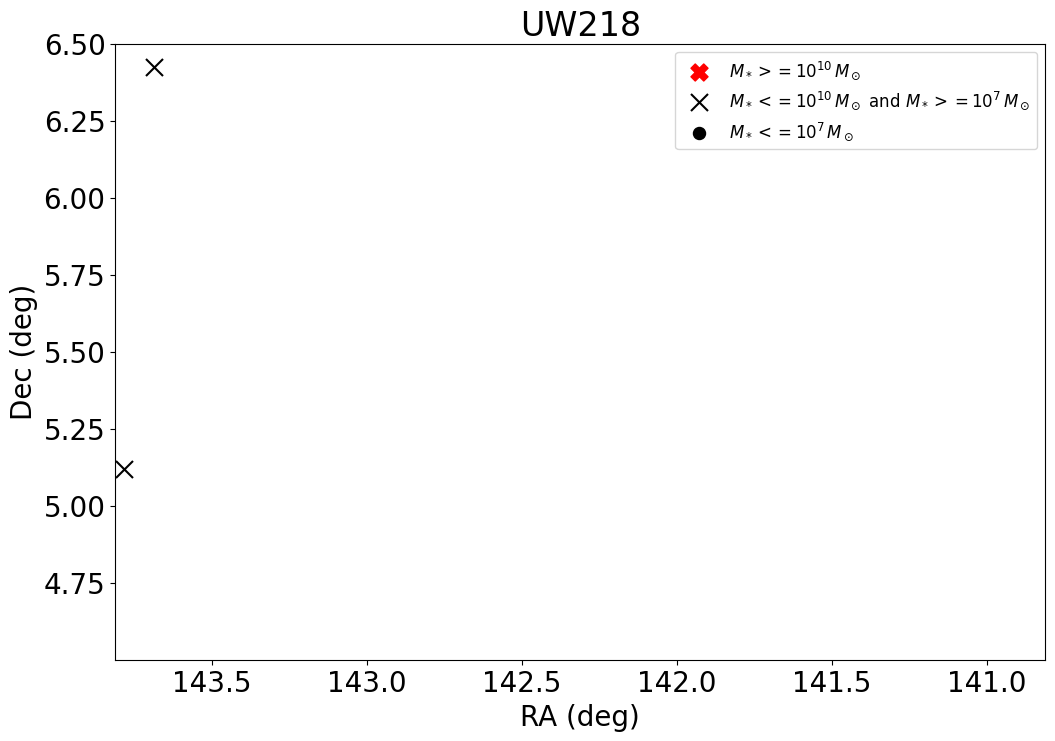 UW218
6.50
6.25
6.00
5.75
5.50
5.25
5.00
4.75
Dec (deg)
M* >= 10^10 M⊙
M* <= 10^10 M⊙ and M* >= 10^7 M⊙
M* <= 10^7 M⊙
143.5 143.0 142.5 142.0 141.5 141.0
RA (deg)